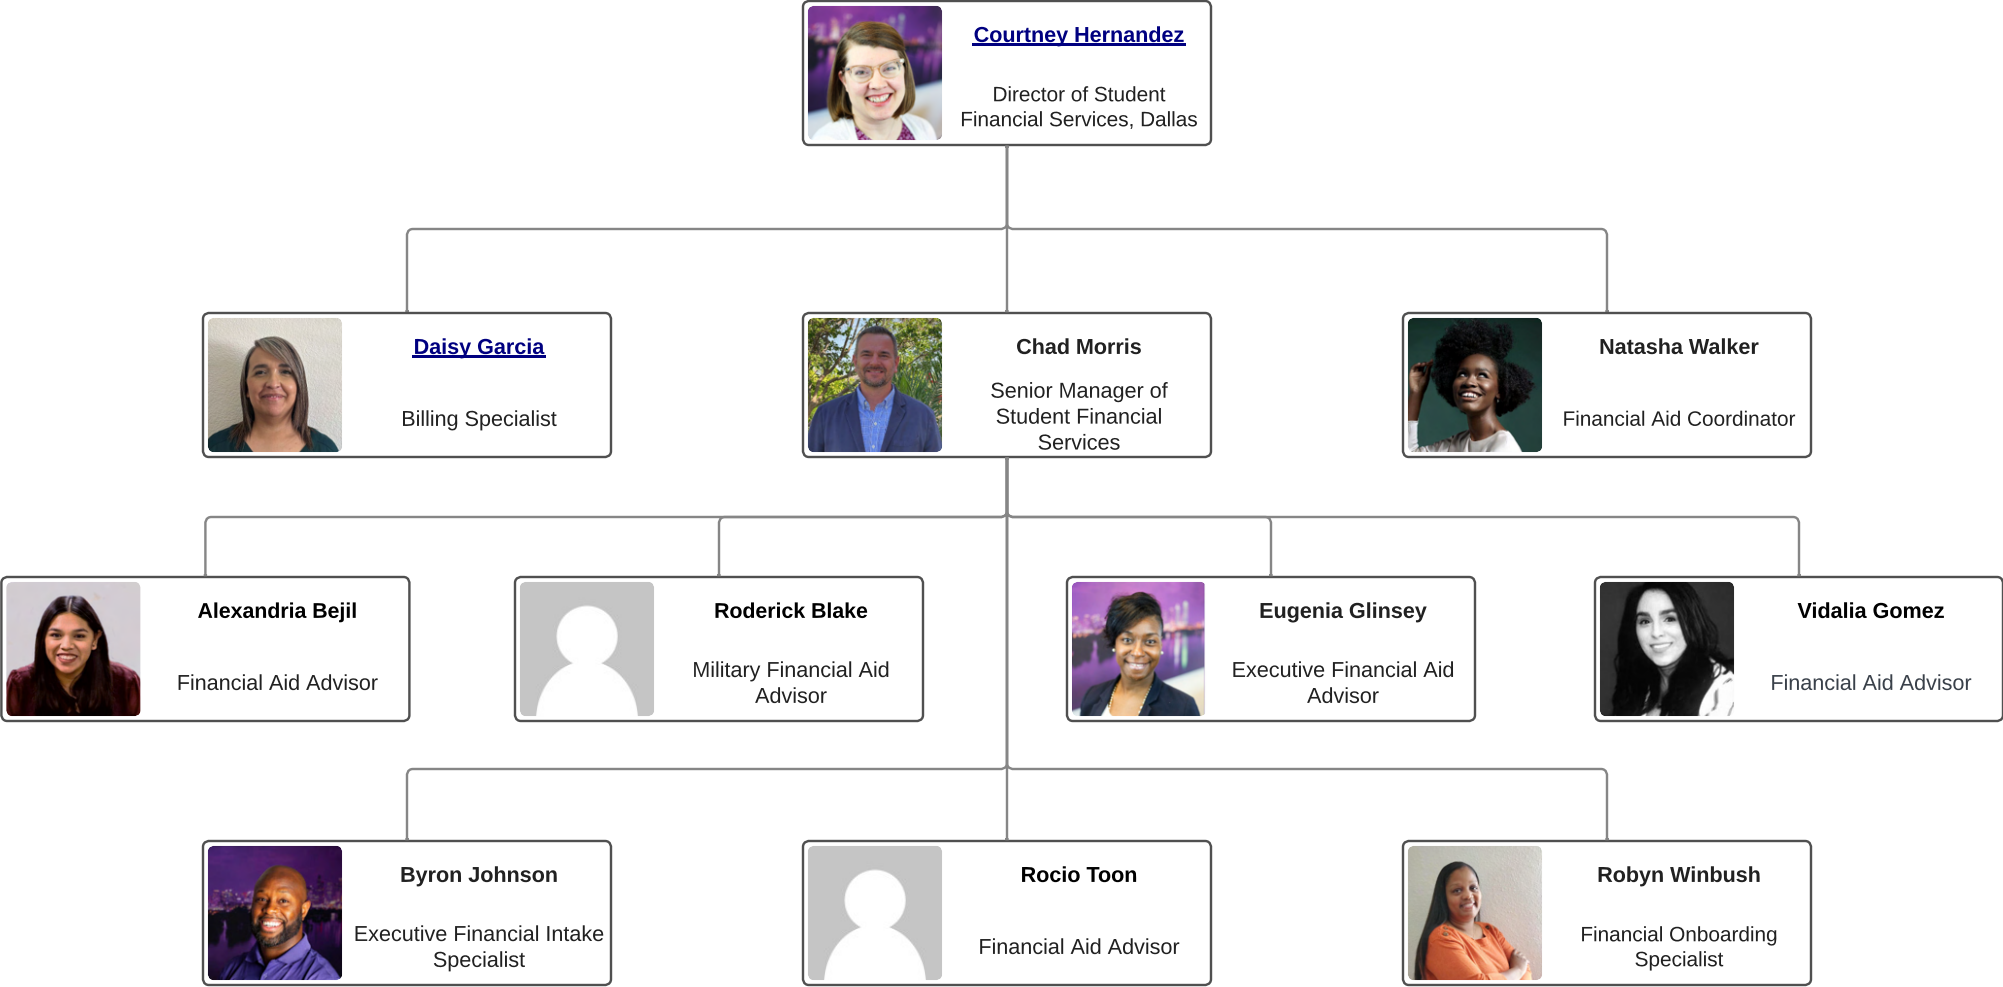 Courtney Hernandez
Director of Student
Financial Services, Dallas
Daisy Garcia
Billing Specialist
Chad Morris
Senior Manager of
Student Financial
Services
Natasha Walker
Financial Aid Coordinator
Alexandria Bejil
Financial Aid Advisor
Roderick Blake
Military Financial Aid
Advisor
Eugenia Glinsey
Executive Financial Aid
Advisor
Vidalia Gomez
Financial Aid Advisor
Byron Johnson
Executive Financial Intake
Specialist
Rocio Toon
Financial Aid Advisor
Robyn Winbush
Financial Onboarding
Specialist